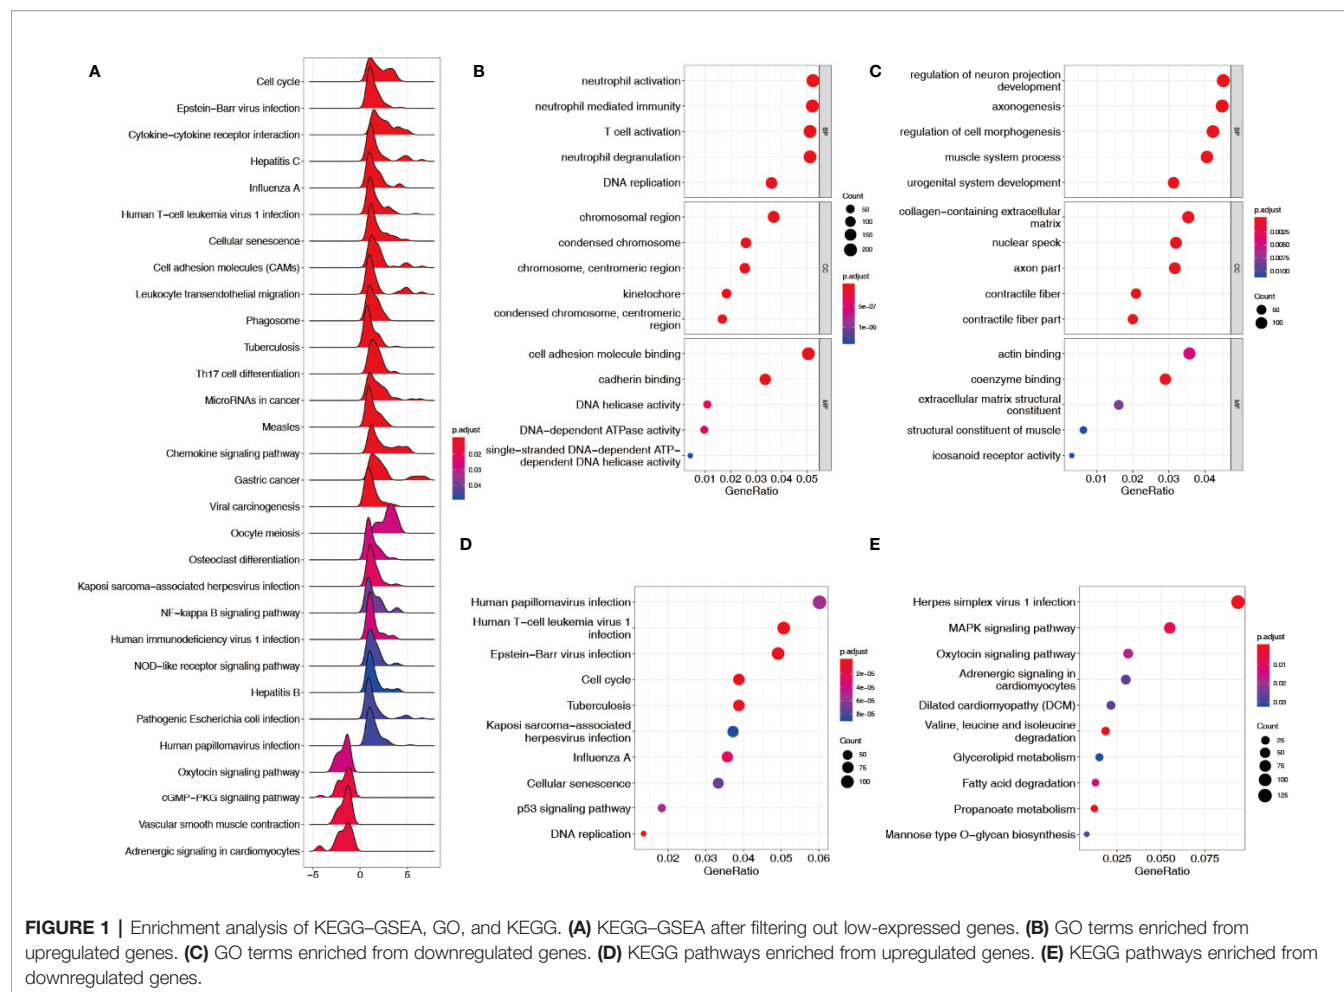 A
Cell cycle
Epstein−Barr virus infection
Cytokine−cytokine receptor interaction
Hepatitis C
Influenza A
Human T−cell leukemia virus 1 infection
Cellular senescence
Cell adhesion molecules (CAMs)
Leukocyte transendothelial migration
Phagosome
Tuberculosis
Th17 cell differentiation
MicroRNAs in cancer
Measles
Chemokine signaling pathway
Gastric cancer
Viral carcinogenesis
Oocyte meiosis
Osteoclast differentiation
Kaposi sarcoma−associated herpesvirus infection
NF−kappa B signaling pathway
Human immunodeficiency virus 1 infection
NOD−like receptor signaling pathway
Hepatitis B
Pathogenic Escherichia coli infection
Human papillomavirus infection
Oxytocin signaling pathway
cGMP−PKG signaling pathway
Vascular smooth muscle contraction
Adrenergic signaling in cardiomyocytes
−5 0 5
p.adjust
0.02
0.02
0.04
B
neutrophil activation
neutrophil mediated immunity
T cell activation
neutrophil degranulation
DNA replication
BP
chromosomal region
condensed chromosome
chromosome, centromeric region
kinetochore
condensed chromosome, centromeric
region
CC
cell adhesion molecule binding
cadherin binding
DNA helicase activity
DNA−dependent ATPase activity
single−stranded DNA−dependent ATP−
dependent DNA helicase activity
MF
0.01 0.02 0.03 0.04 0.05
GeneRatio
Count
50
100
150
200
p.adjust
5e−07
1e−06
C
regulation of neuron projection
development
axonogenesis
regulation of cell morphogenesis
muscle system process
urogenital system development
BP
collagen−containing extracellular
matrix
nuclear speck
axon part
contractile fiber
contractile fiber part
CC
actin binding
coenzyme binding
extracellular matrix structural
constituent
structural constituent of muscle
icosanoid receptor activity
MF
0.01 0.02 0.03 0.04
GeneRatio
p.adjust
0.0025
0.0050
0.0075
0.0100
Count
50
100
D
Human papillomavirus infection
Human T−cell leukemia virus 1
infection
Epstein−Barr virus infection
Cell cycle
Tuberculosis
Kaposi sarcoma−associated
herpesvirus infection
Influenza A
Cellular senescence
p53 signaling pathway
DNA replication
0.02 0.03 0.04 0.05 0.06
GeneRatio
p.adjust
2e−05
4e−05
6e−05
8e−05
Count
50
75
100
E
Herpes simplex virus 1 infection
MAPK signaling pathway
Oxytocin signaling pathway
Adrenergic signaling in
cardiomyocytes
Dilated cardiomyopathy (DCM)
Valine, leucine and isoleucine
degradation
Glycerolipid metabolism
Fatty acid degradation
Propanoate metabolism
Mannose type O−glycan biosynthesis
0.025 0.050 0.075
GeneRatio
p.adjust
0.01
0.02
0.03
Count
25
50
75
100
125
FIGURE 1 | Enrichment analysis of KEGG–GSEA, GO, and KEGG. (A) KEGG–GSEA after filtering out low-expressed genes. (B) GO terms enriched from
upregulated genes. (C) GO terms enriched from downregulated genes. (D) KEGG pathways enriched from upregulated genes. (E) KEGG pathways enriched from
downregulated genes.